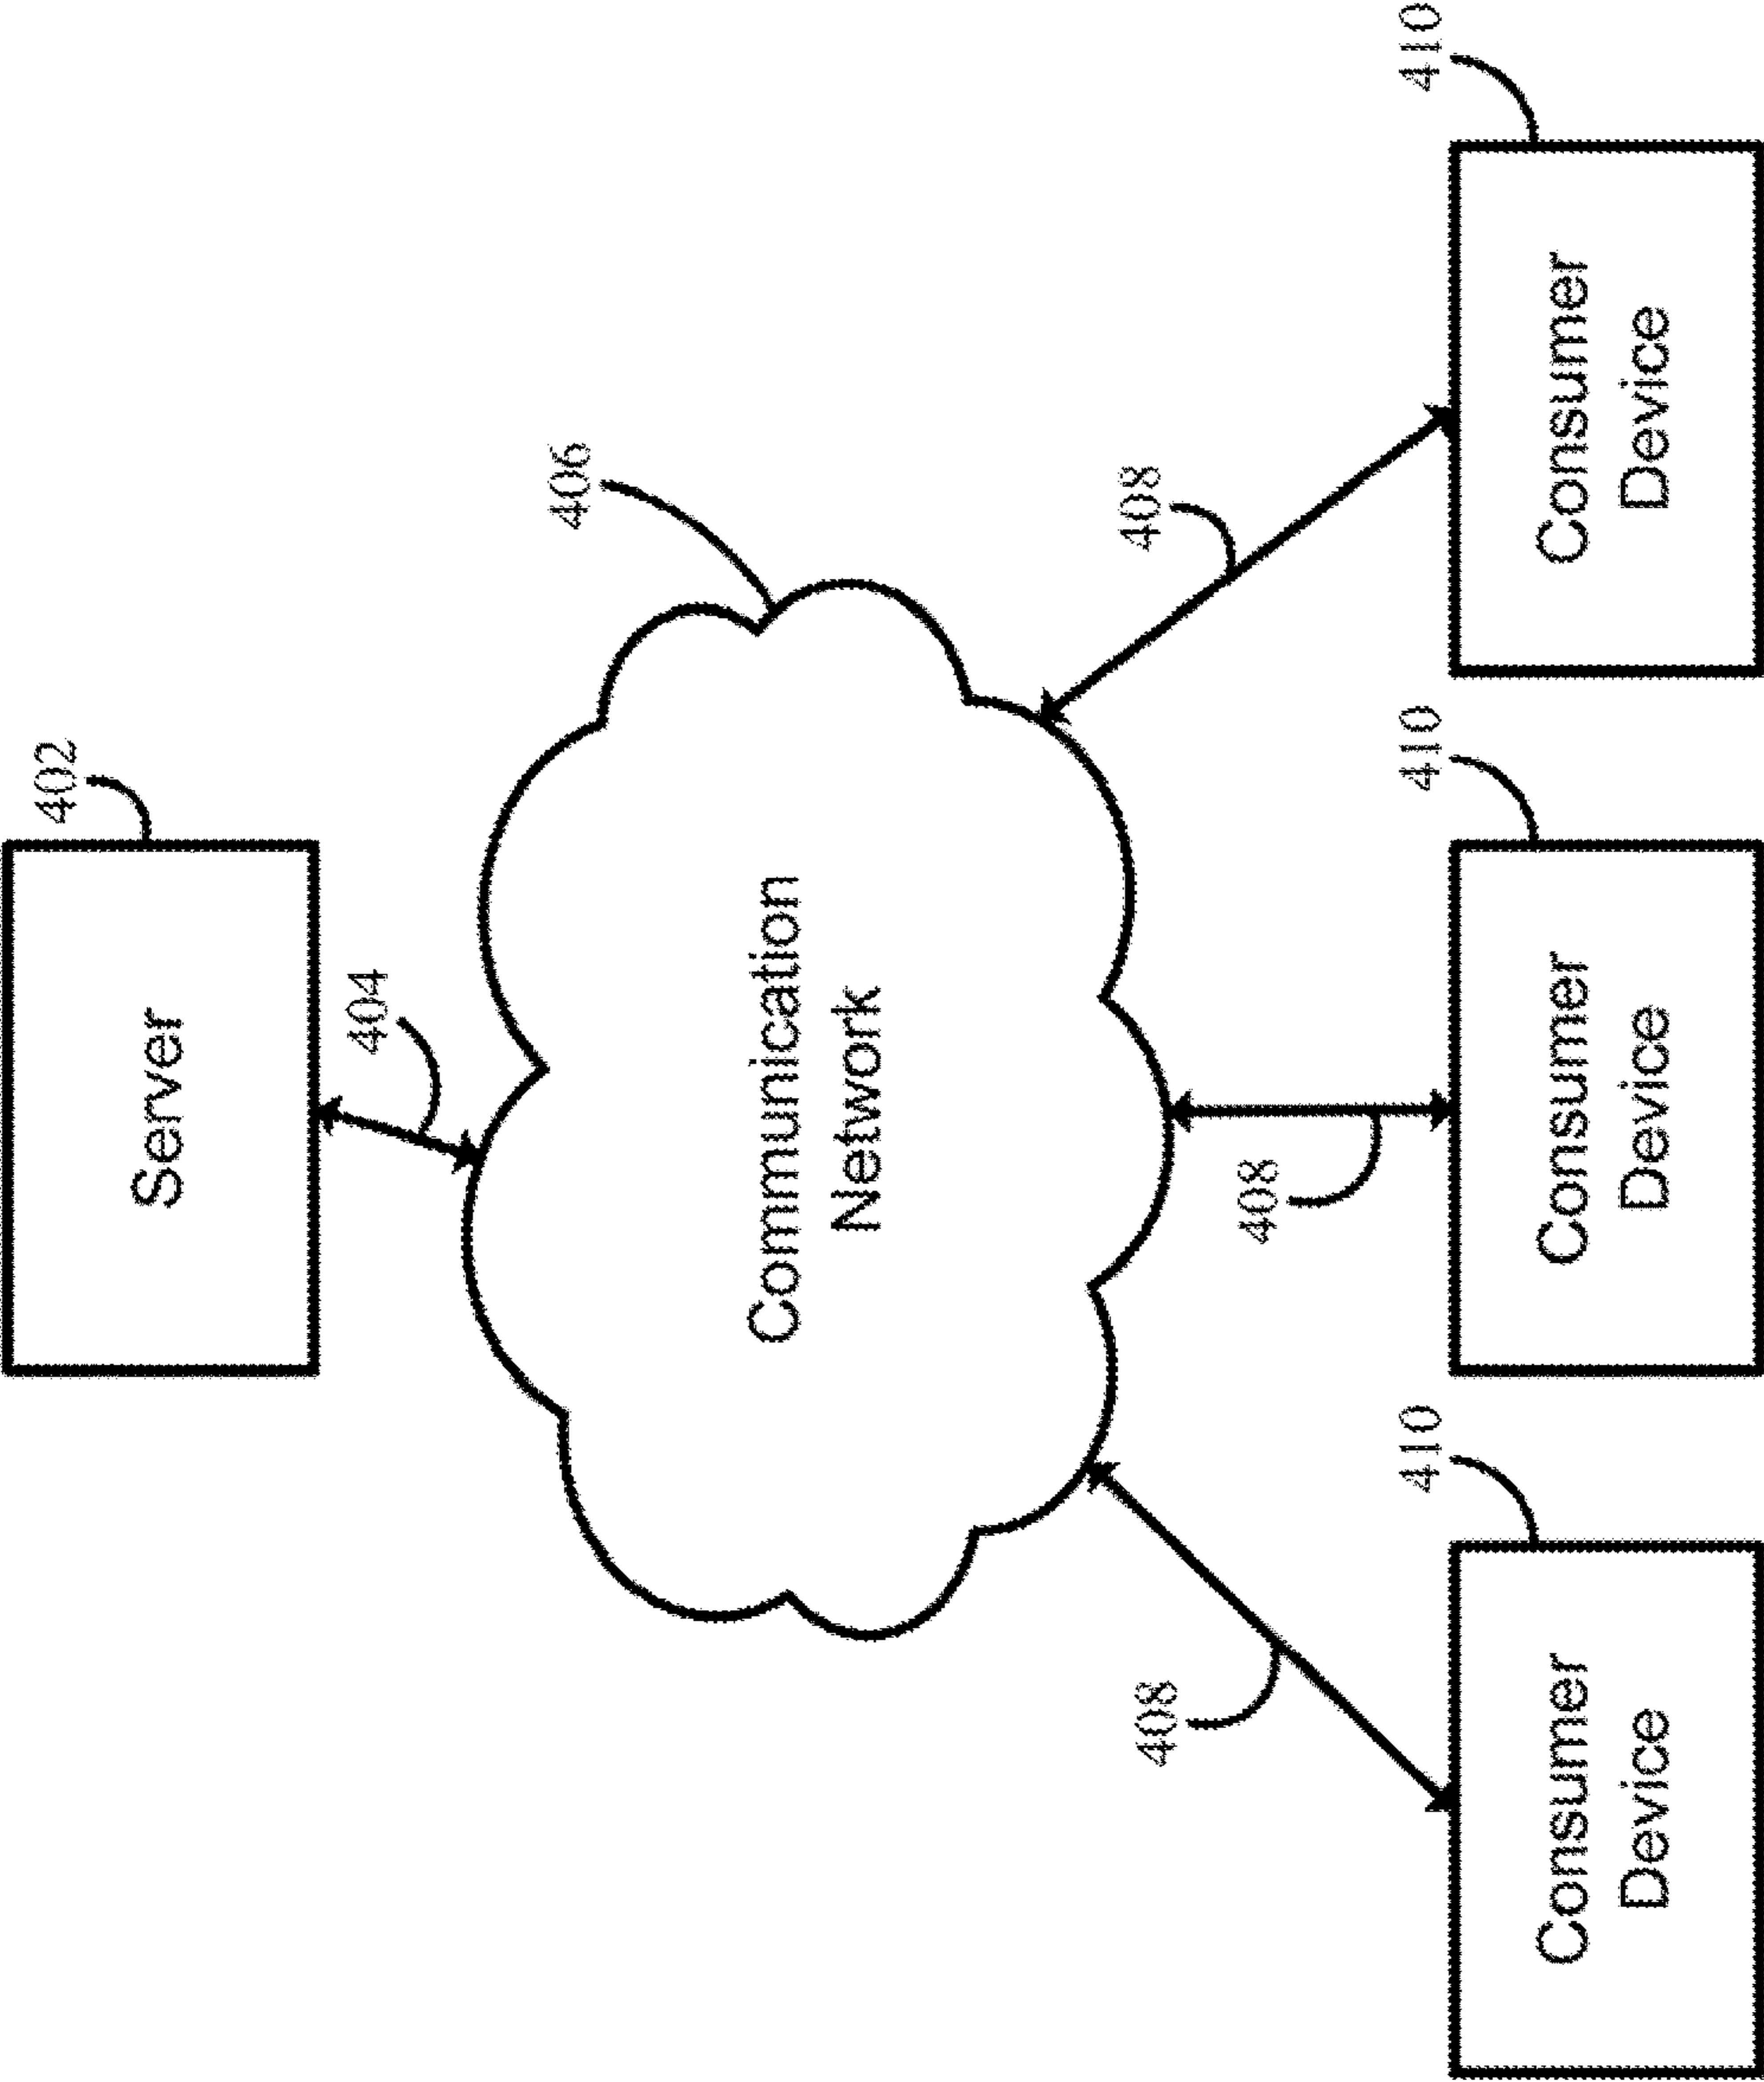 Server
402
404
406
Communication
Network
408
408
408
410
410
410
Consumer
Device
Consumer
Device
Consumer
Device